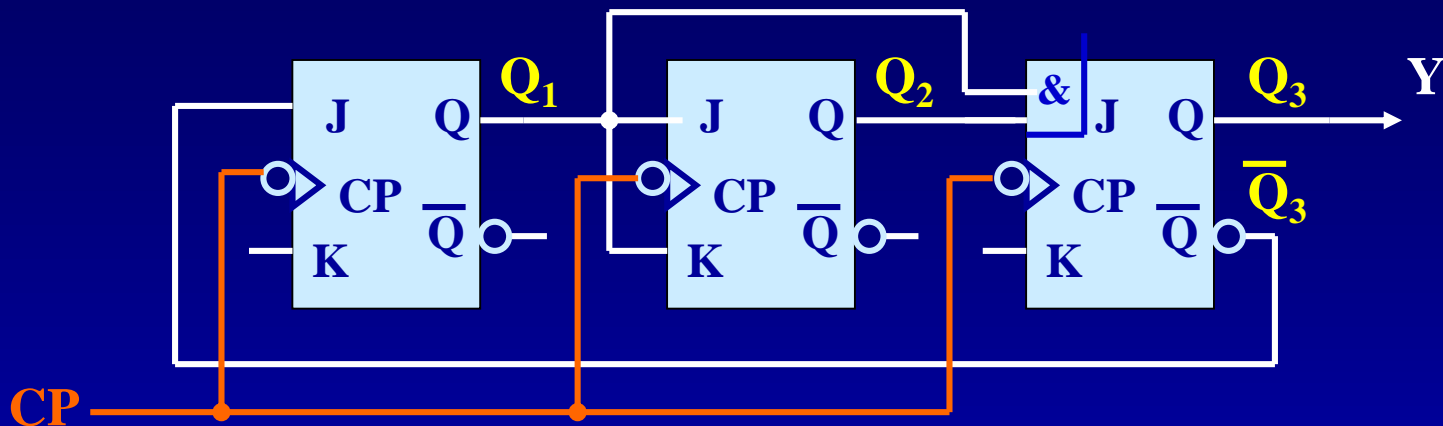 Q₁ Q₂ Q₃ Y
J Q J Q & J Q
CP CP CP Q̅₃
K Q̅ K Q̅ K Q̅
CP